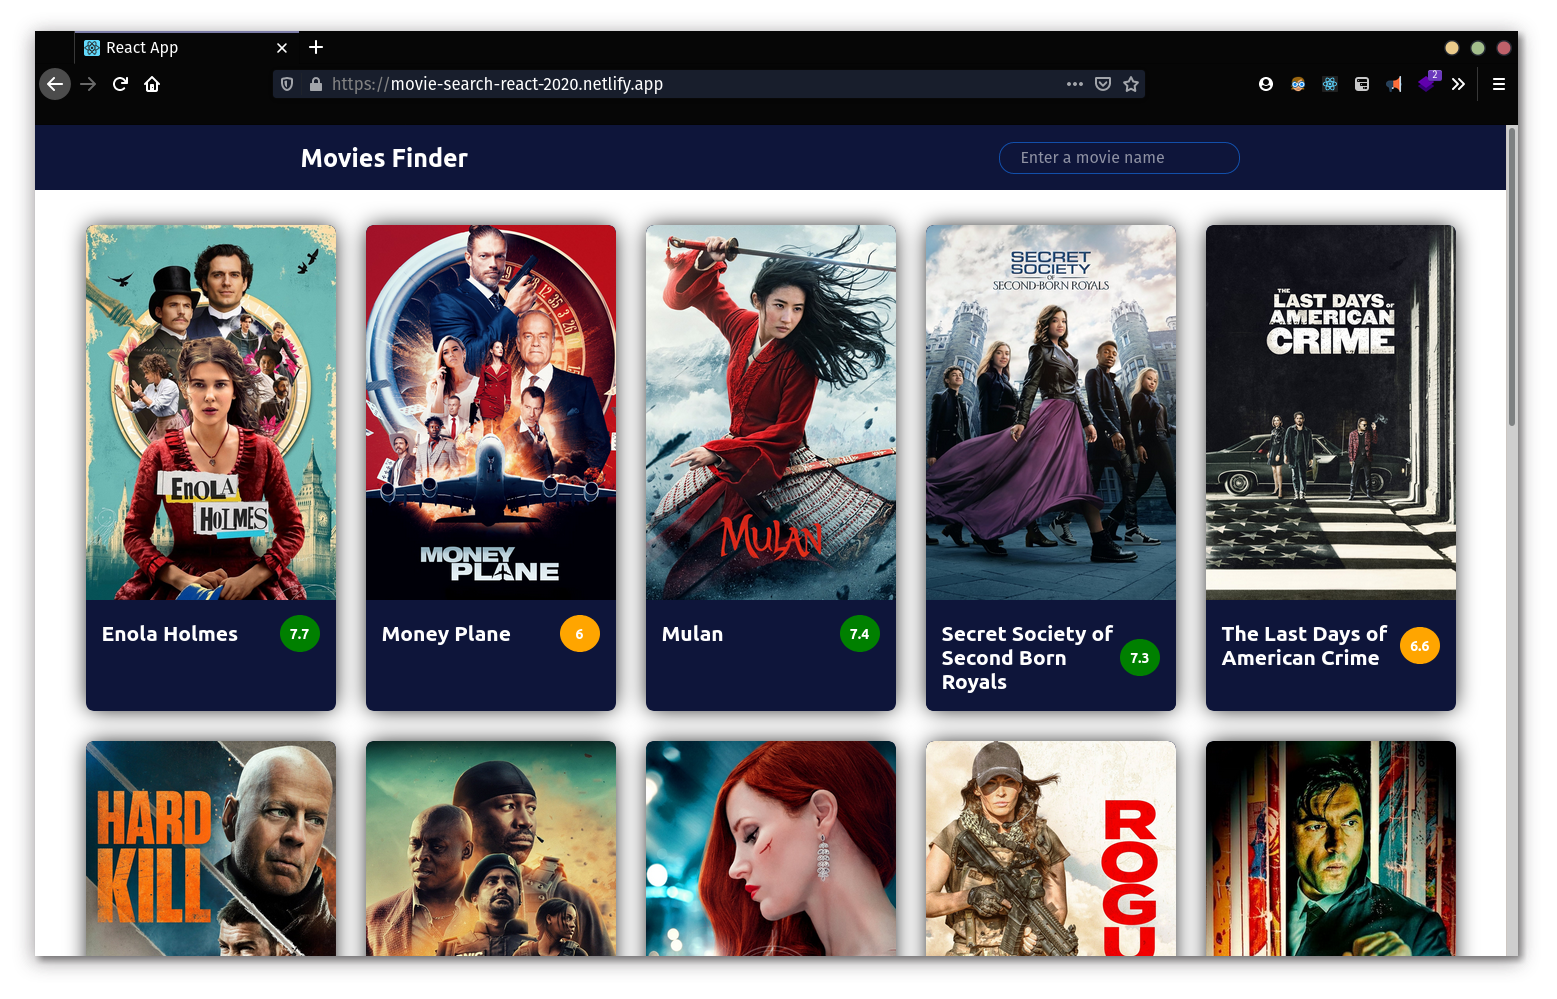 React App
2
https://movie-search-react-2020.netlify.app
Movies Finder
Enter a movie name
ENOLA
HOLMES
MONEY
PLANE
MULAN
SECRET
SOCIETY
OF
SECOND-BORN ROYALS
THE
LAST DAYS OF
AMERICAN
CRIME
Enola Holmes
7.7
Money Plane
6
Mulan
7.4
Secret Society of
Second Born
Royals
7.3
The Last Days of
American Crime
6.6
HARD
KILL
ROGU